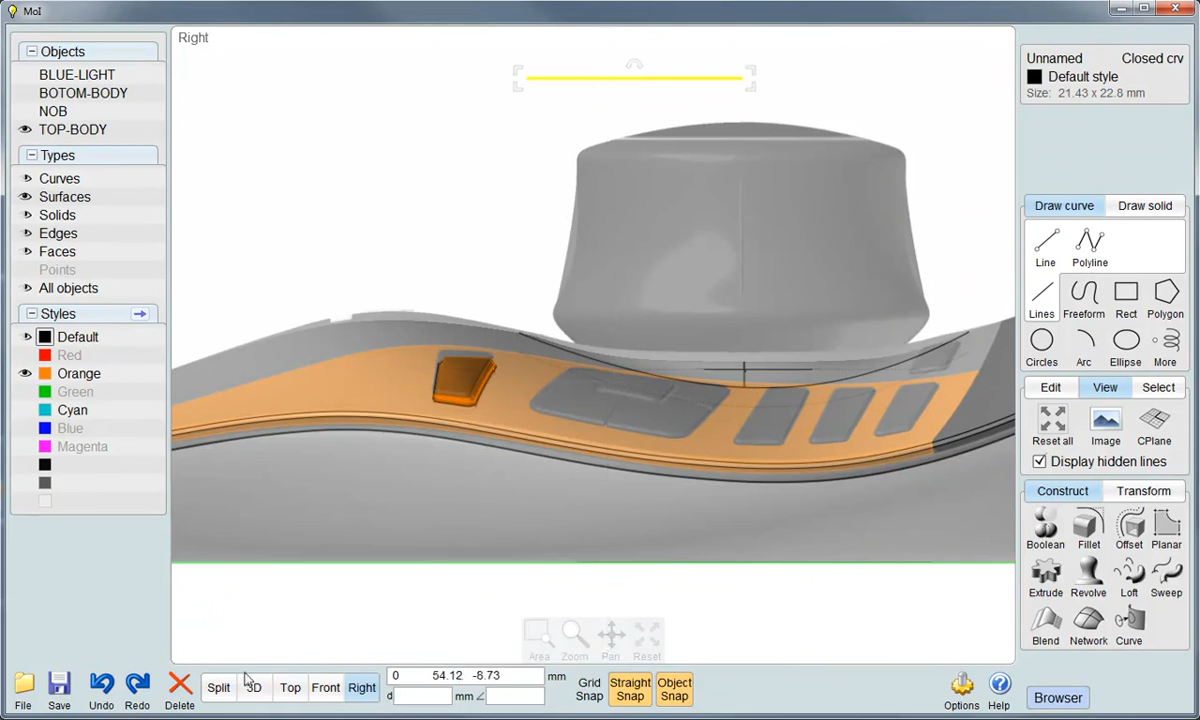 MoI
Objects
BLUE-LIGHT
BOTOM-BODY
NOB
TOP-BODY
Types
Curves
Surfaces
Solids
Edges
Faces
Points
All objects
Styles
Default
Red
Orange
Green
Cyan
Blue
Magenta
Right
Unnamed Closed crv
Default style
Size: 21.43 x 22.8 mm
Draw curve Draw solid
Line Polyline
Lines Freeform Rect Polygon
Circles Arc Ellipse More
Edit View Select
Reset all Image CPlane
Display hidden lines
Construct Transform
Boolean Fillet Offset Planar
Extrude Revolve Loft Sweep
Blend Network Curve
Area Zoom Pan Reset
File Save Undo Redo Delete
Split 3D Top Front Right
0 54.12 -8.73 mm
d mm
Grid Snap
Straight Snap
Object Snap
Options Help
Browser